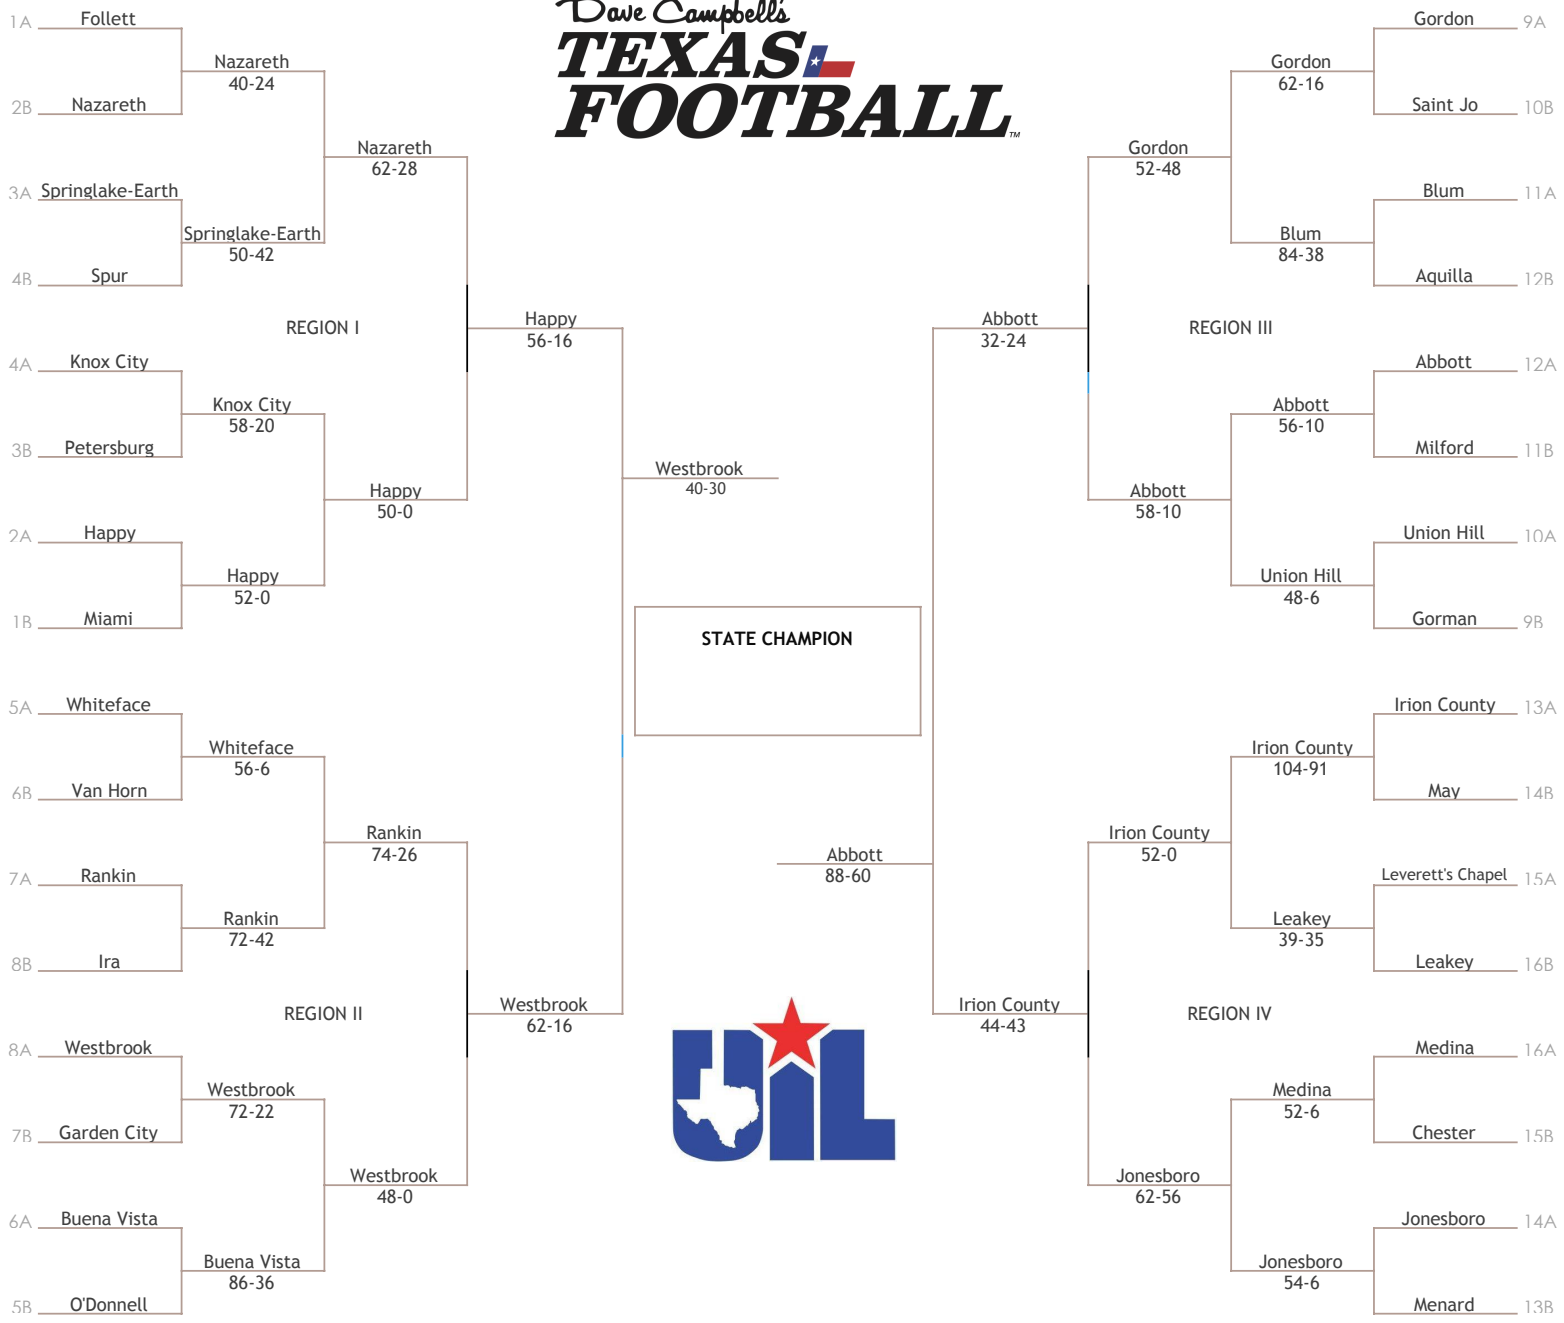 Dave Campbell's
TEXAS
FOOTBALL
TM
1A Follett
Nazareth
40-24
2B Nazareth
Nazareth
62-28
3A Springlake-Earth
Springlake-Earth
50-42
4B Spur
REGION I
Happy
56-16
4A Knox City
Knox City
58-20
3B Petersburg
Happy
50-0
2A Happy
Happy
52-0
1B Miami
Westbrook
40-30
5A Whiteface
Whiteface
56-6
6B Van Horn
Rankin
74-26
7A Rankin
Rankin
72-42
8B Ira
REGION II
Westbrook
62-16
8A Westbrook
Westbrook
72-22
7B Garden City
Westbrook
48-0
6A Buena Vista
Buena Vista
86-36
5B O'Donnell
STATE CHAMPION
Gordon 9A
Gordon
62-16
Saint Jo 10B
Gordon
52-48
Blum 11A
Blum
84-38
Aquilla 12B
Abbott
32-24
REGION III
Abbott 12A
Abbott
56-10
Milford 11B
Abbott
58-10
Union Hill 10A
Union Hill
48-6
Gorman 9B
Abbott
88-60
Irion County 13A
Irion County
104-91
May 14B
Irion County
52-0
Leverett's Chapel 15A
Leakey
39-35
Leakey 16B
Irion County
44-43
REGION IV
Medina 16A
Medina
52-6
Chester 15B
Jonesboro
62-56
Jonesboro 14A
Jonesboro
54-6
Menard 13B
UIL